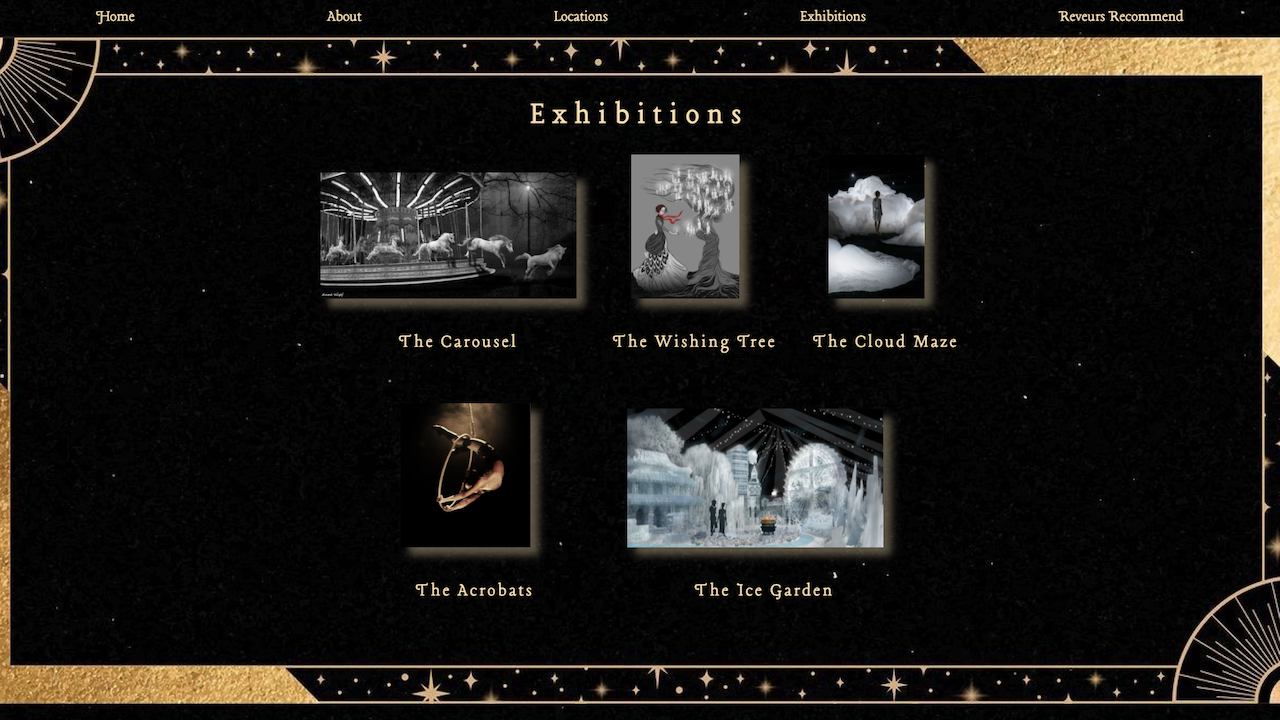 Home About Locations Exhibitions Reveurs Recommend
Exhibitions
The Carousel The Wishing Tree The Cloud Maze
The Acrobats The Ice Garden